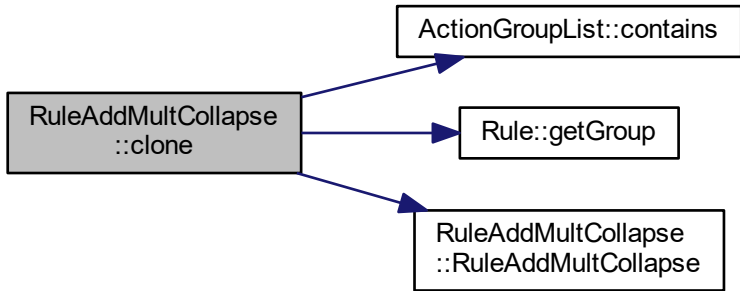 RuleAddMultCollapse
::clone
ActionGroupList::contains
Rule::getGroup
RuleAddMultCollapse
::RuleAddMultCollapse